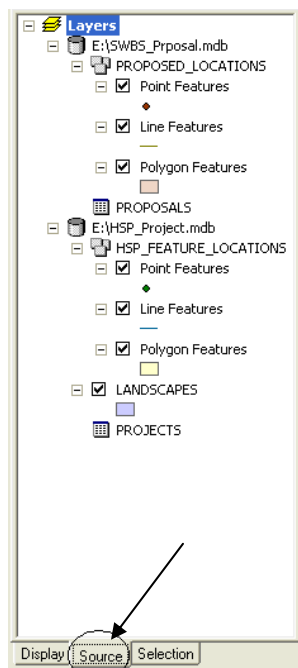 Layers
E:\SWBS_Prposal.mdb
PROPOSED_LOCATIONS
Point Features
Line Features
Polygon Features
PROPOSALS
E:\HSP_Project.mdb
HSP_FEATURE_LOCATIONS
Point Features
Line Features
Polygon Features
LANDSCAPES
PROJECTS
Display Source Selection